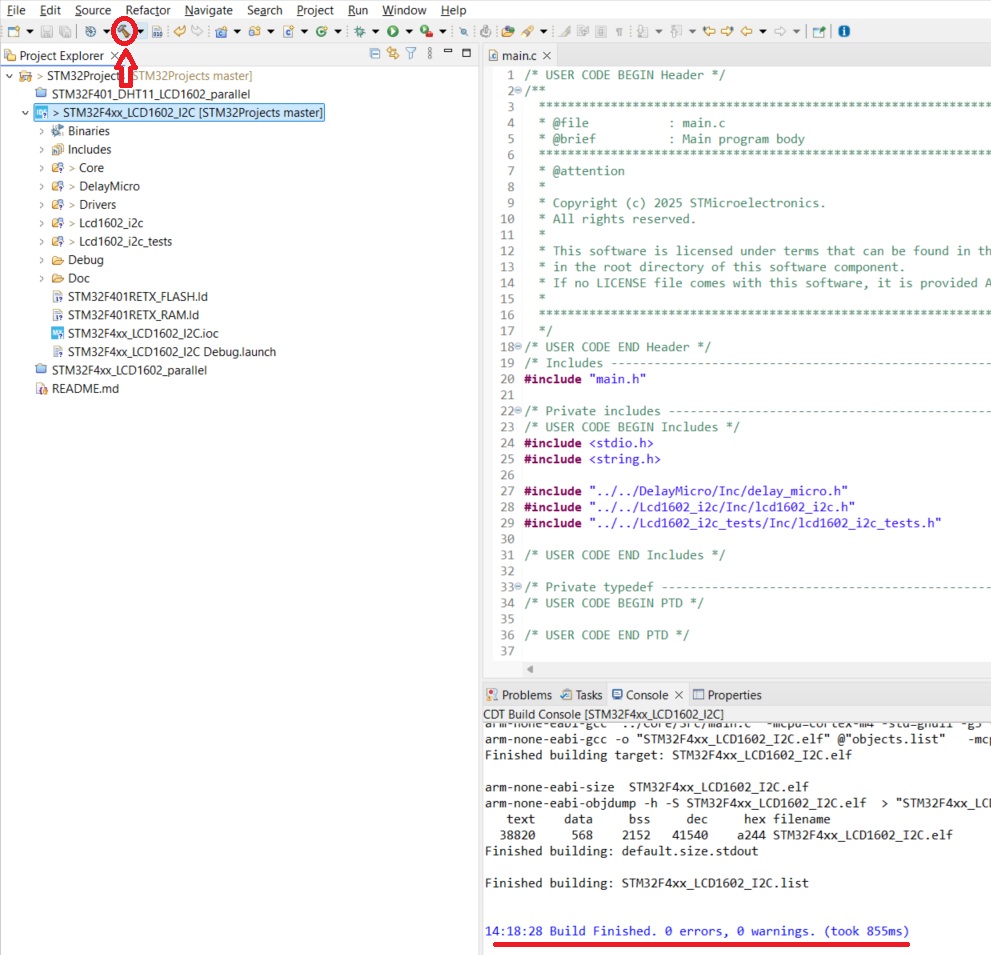 File Edit Source Refactor Navigate Search Project Run Window Help
Project Explorer
STM32Project [STM32Projects master]
STM32F401_DHT11_LCD1602_parallel
> STM32F4xx_LCD1602_I2C [STM32Projects master]
Binaries
Includes
> Core
> DelayMicro
> Drivers
> Lcd1602_i2c
> Lcd1602_i2c_tests
Debug
Doc
STM32F401RETX_FLASH.ld
STM32F401RETX_RAM.ld
STM32F4xx_LCD1602_I2C.ioc
STM32F4xx_LCD1602_I2C Debug.launch
STM32F4xx_LCD1602_parallel
README.md
main.c
1 /* USER CODE BEGIN Header */
2 /**
3 ******************************************************************************
4 * @file : main.c
5 * @brief : Main program body
6 ******************************************************************************
7 * @attention
8 *
9 * Copyright (c) 2025 STMicroelectronics.
10 * All rights reserved.
11 *
12 * This software is licensed under terms that can be found in th
13 * in the root directory of this software component.
14 * If no LICENSE file comes with this software, it is provided A
15 *
16 ******************************************************************************
17 */
18 /* USER CODE END Header */
19 /* Includes ------------------------------------------
20 #include "main.h"
21
22 /* Private includes ----------------------------------
23 /* USER CODE BEGIN Includes */
24 #include <stdio.h>
25 #include <string.h>
26
27 #include "../../DelayMicro/Inc/delay_micro.h"
28 #include "../../Lcd1602_i2c/Inc/lcd1602_i2c.h"
29 #include "../../Lcd1602_i2c_tests/Inc/lcd1602_i2c_tests.h"
30
31 /* USER CODE END Includes */
32
33 /* Private typedef -----------------------------------
34 /* USER CODE BEGIN PTD */
35
36 /* USER CODE END PTD */
37
Problems Tasks Console Properties
CDT Build Console [STM32F4xx_LCD1602_I2C]
arm-none-eabi-gcc "../Core/Src/main.c" -mcpu=cortex-m4 -std=gnu11 -g3
arm-none-eabi-gcc -o "STM32F4xx_LCD1602_I2C.elf" @"objects.list" -mcp
Finished building target: STM32F4xx_LCD1602_I2C.elf
arm-none-eabi-size STM32F4xx_LCD1602_I2C.elf
arm-none-eabi-objdump -h -S STM32F4xx_LCD1602_I2C.elf > "STM32F4xx_LC
text data bss dec hex filename
38820 568 2152 41540 a244 STM32F4xx_LCD1602_I2C.elf
Finished building: default.size.stdout
Finished building: STM32F4xx_LCD1602_I2C.list
14:18:28 Build Finished. 0 errors, 0 warnings. (took 855ms)